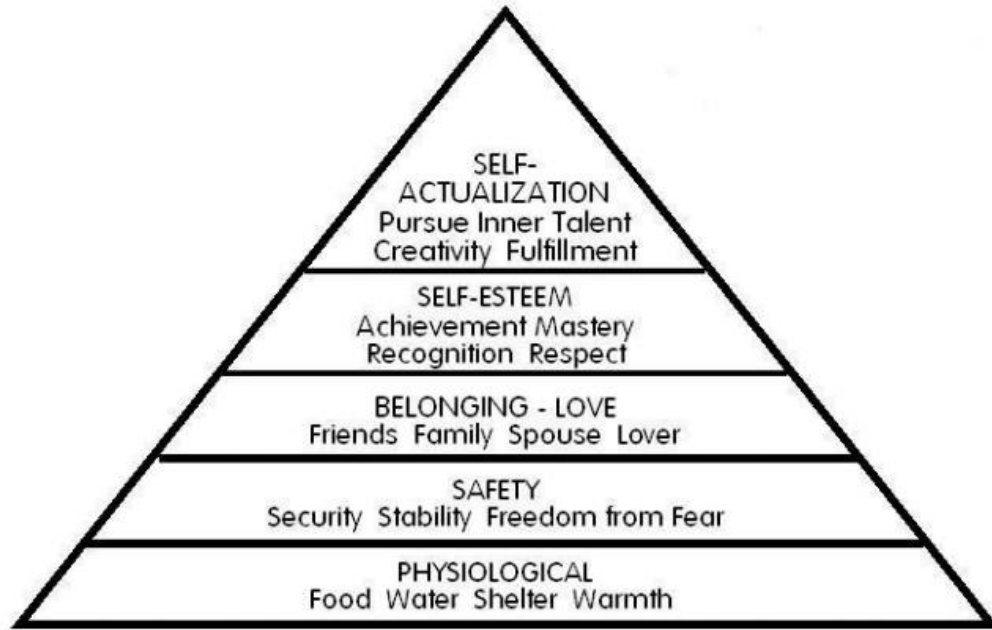 SELF-
ACTUALIZATION
Pursue Inner Talent
Creativity Fulfillment
SELF-ESTEEM
Achievement Mastery
Recognition Respect
BELONGING - LOVE
Friends Family Spouse Lover
SAFETY
Security Stability Freedom from Fear
PHYSIOLOGICAL
Food Water Shelter Warmth